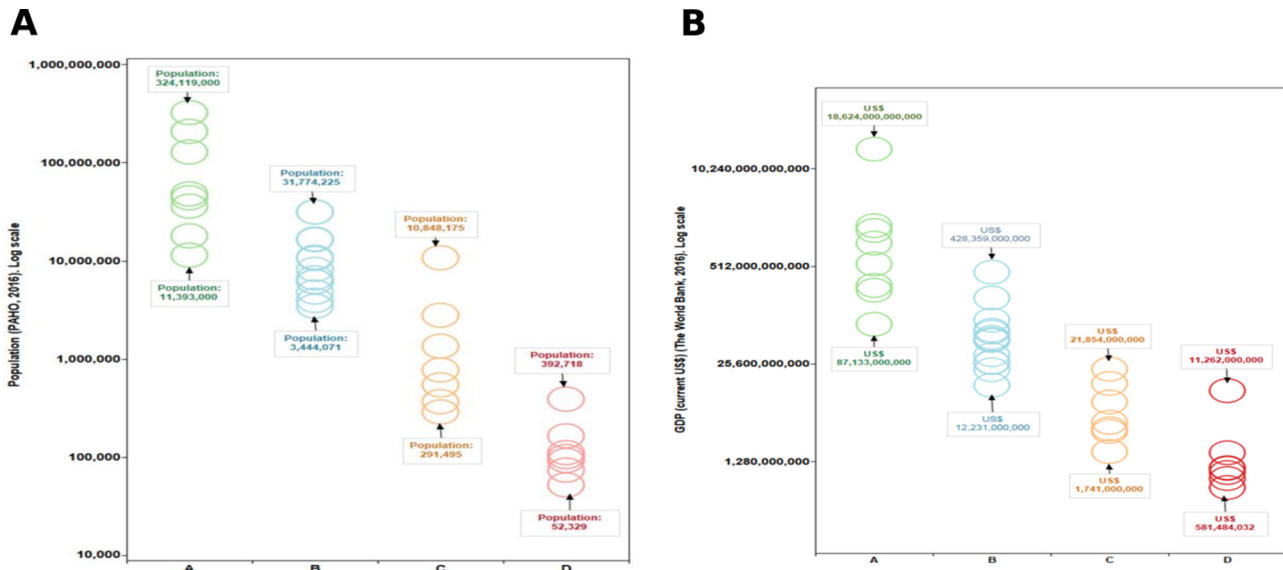 A
Population (PAHO, 2016). Log scale
1,000,000,000
100,000,000
10,000,000
1,000,000
100,000
10,000
Population:
324,119,000
Population:
11,393,000
Population:
31,774,225
Population:
3,444,071
Population:
10,848,175
Population:
291,495
Population:
392,718
Population:
52,329
A
B
C
D
B
GDP (current US$) (The World Bank, 2016). Log scale
10,240,000,000,000
512,000,000,000
25,600,000,000
1,280,000,000
US$
18,624,000,000,000
US$
87,133,000,000
US$
428,359,000,000
US$
12,231,000,000
US$
21,854,000,000
US$
1,741,000,000
US$
11,262,000,000
US$
581,484,032
A
B
C
D